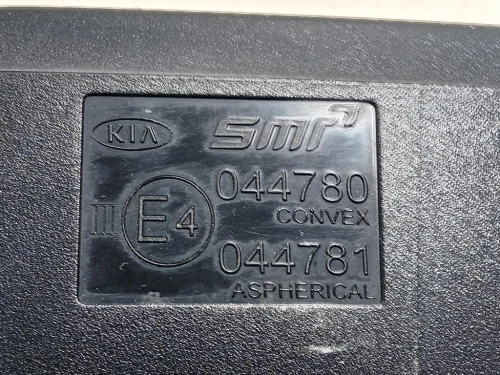 KIA SMR
044780
CONVEX
III E4
044781
ASPHERICAL